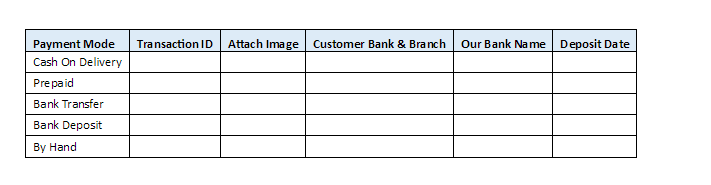 Payment Mode Transaction ID Attach Image Customer Bank & Branch Our Bank Name Deposit Date
Cash On Delivery
Prepaid
Bank Transfer
Bank Deposit
By Hand